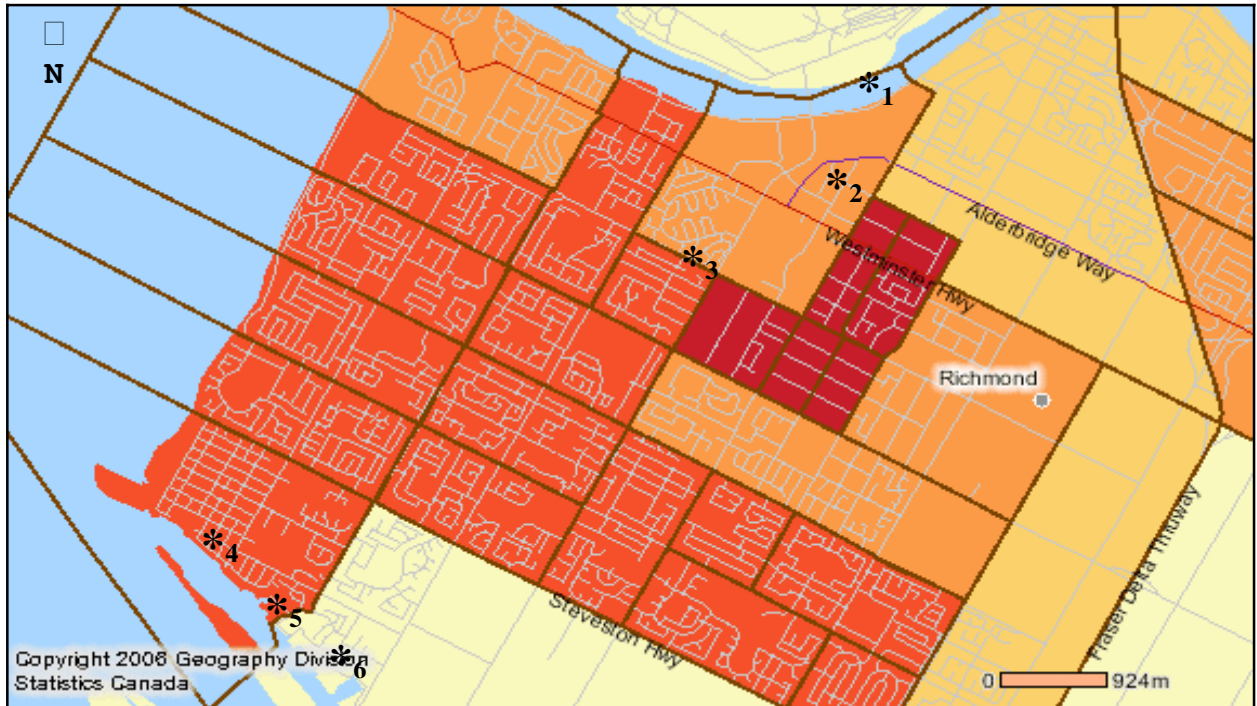 N
*1
*2
Alderbridge Way
Westminster Hwy
*3
Richmond
*4
*5
Steveston Hwy
Fraser Delta Thruway
*6
Copyright 2006 Geography Division
Statistics Canada
0 924m